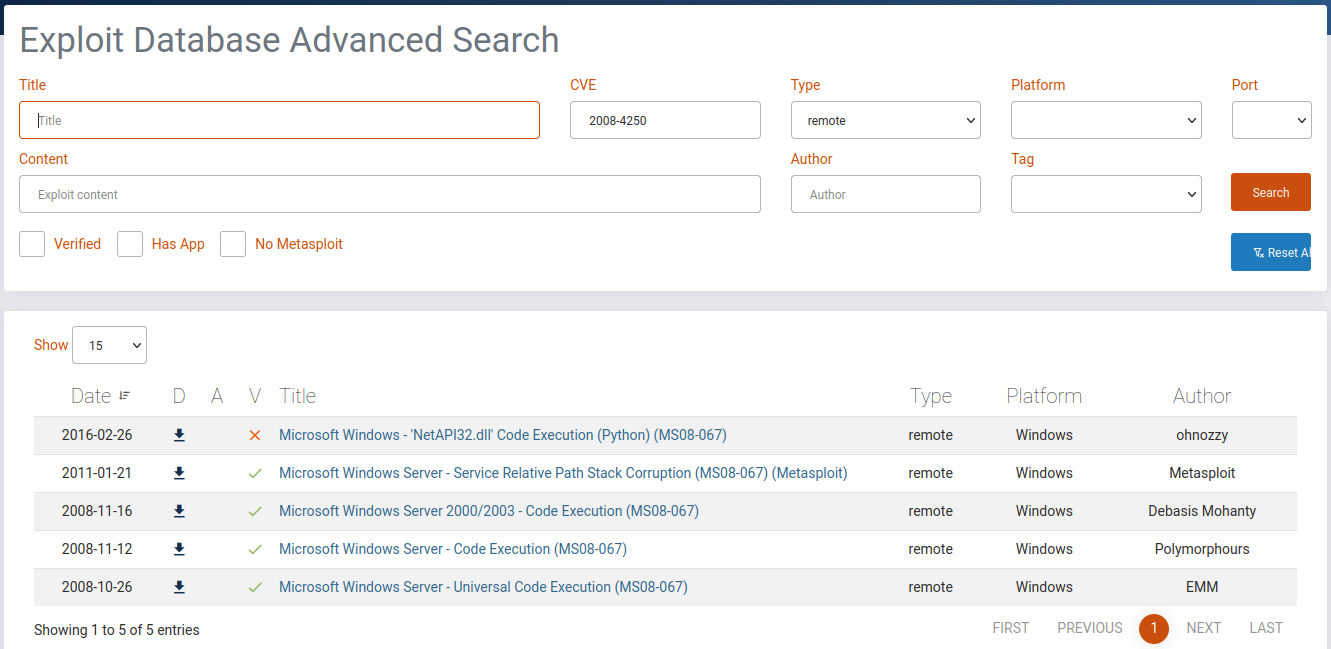 Exploit Database Advanced Search
Title CVE Type Platform Port
Title 2008-4250 remote
Content Author Tag
Exploit content Author Search
Verified Has App No Metasploit Reset Al
Show 15
Date D A V Title Type Platform Author
2016-02-26 Microsoft Windows - 'NetAPI32.dll' Code Execution (Python) (MS08-067) remote Windows ohnozzy
2011-01-21 Microsoft Windows Server - Service Relative Path Stack Corruption (MS08-067) (Metasploit) remote Windows Metasploit
2008-11-16 Microsoft Windows Server 2000/2003 - Code Execution (MS08-067) remote Windows Debasis Mohanty
2008-11-12 Microsoft Windows Server - Code Execution (MS08-067) remote Windows Polymorphours
2008-10-26 Microsoft Windows Server - Universal Code Execution (MS08-067) remote Windows EMM
Showing 1 to 5 of 5 entries FIRST PREVIOUS 1 NEXT LAST